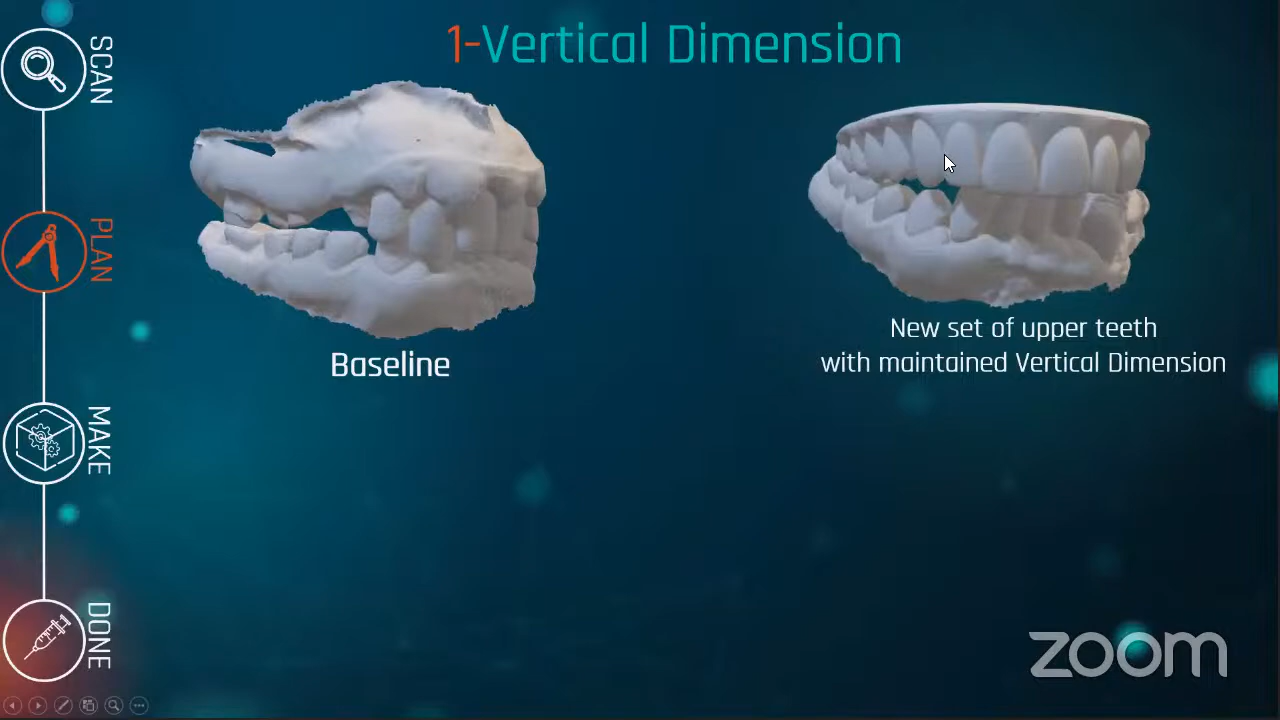 1-Vertical Dimension
SCAN
PLAN
MAKE
DONE
Baseline
New set of upper teeth
with maintained Vertical Dimension
zoom